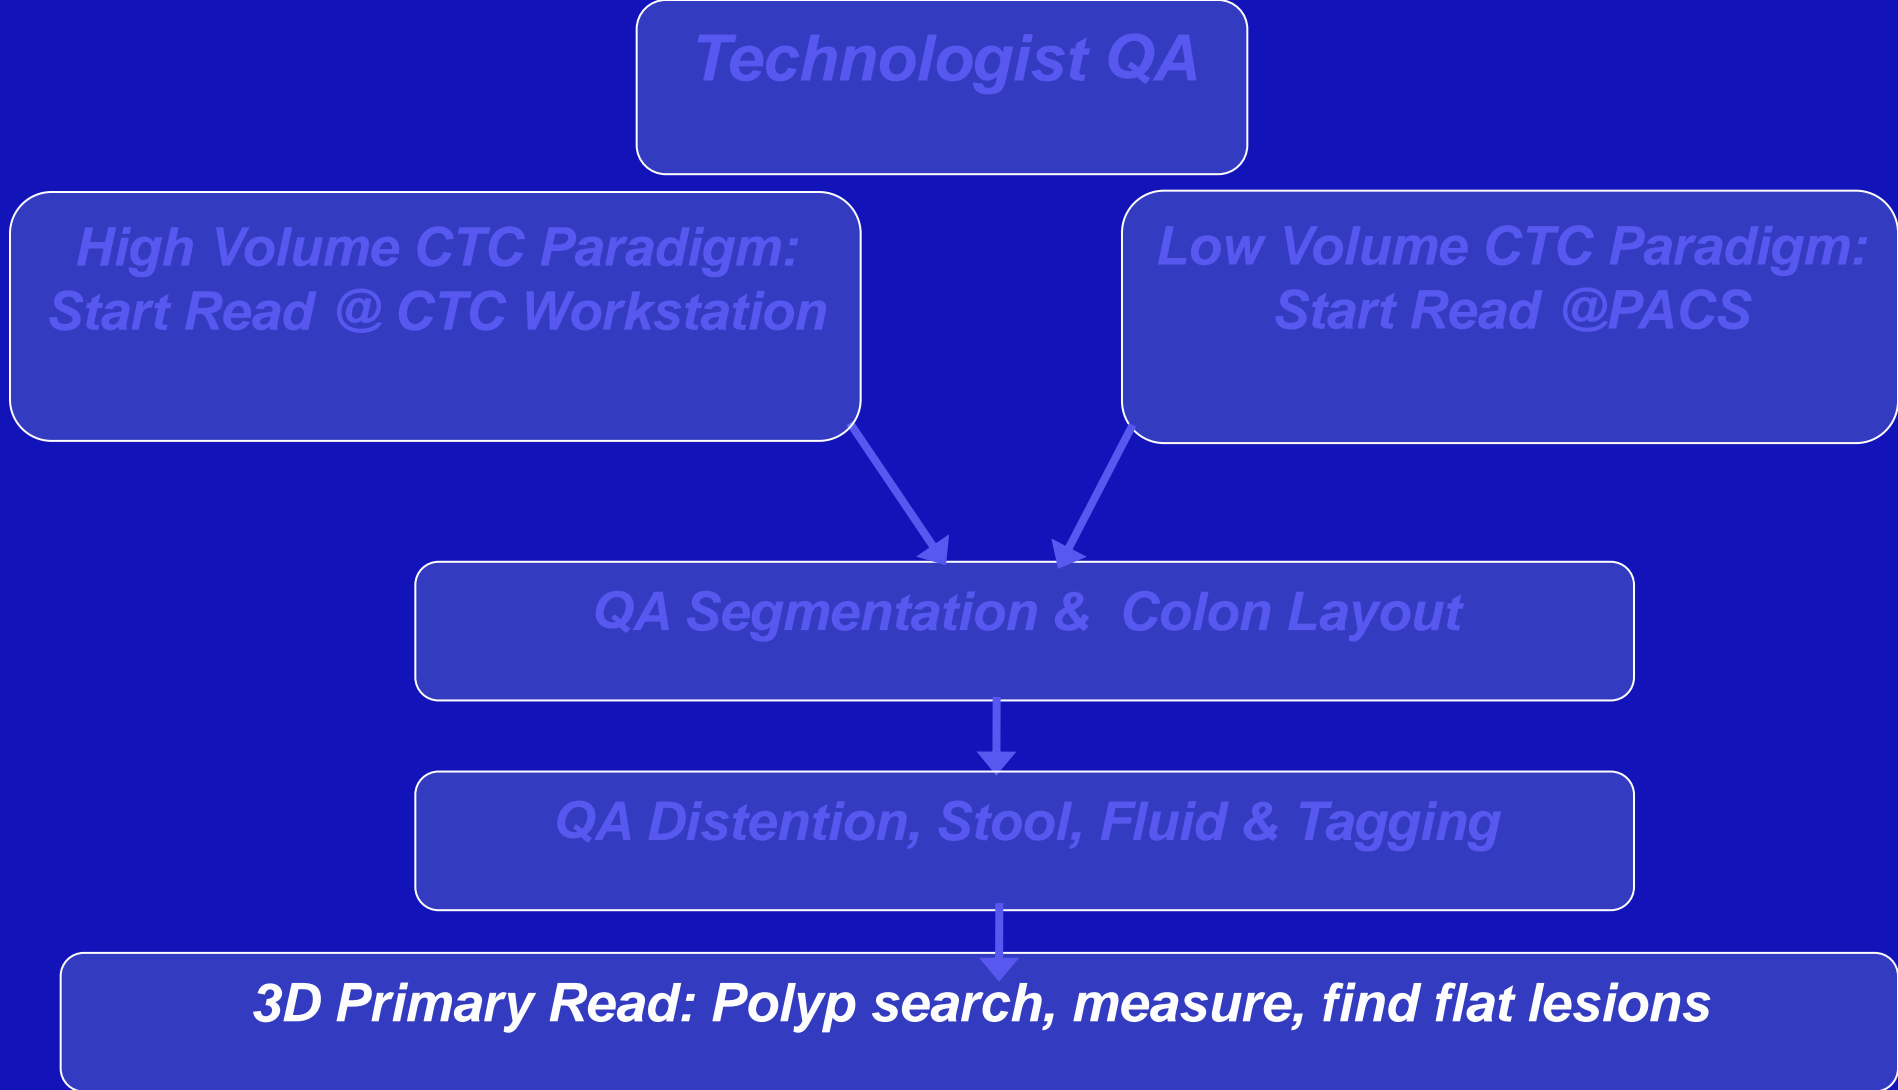 Technologist QA
High Volume CTC Paradigm:
Start Read @ CTC Workstation
Low Volume CTC Paradigm:
Start Read @PACS
QA Segmentation & Colon Layout
QA Distention, Stool, Fluid & Tagging
3D Primary Read: Polyp search, measure, find flat lesions